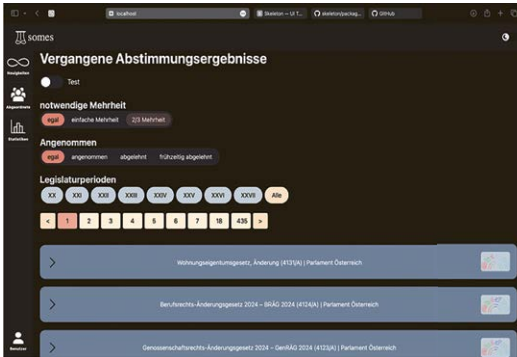 localhost
Skeleton — UI T...
skeleton/packag...
GitHub
somes
Neuigkeiten
Angeordnete
Statistiken
Benutzer
Vergangene Abstimmungsergebnisse
Test
notwendige Mehrheit
egal einfache Mehrheit 2/3 Mehrheit
Angenommen
egal angenommen abgelehnt frühzeitig abgelehnt
Legislaturperioden
XX XXI XXII XXIII XXIV XXV XXVI XXVII Alle
< 1 2 3 4 5 6 7 18 435 >
Wohnungseigentumsgesetz, Änderung (4131/A) | Parlament Österreich
Berufsrechts-Änderungsgesetz 2024 – BRÄG 2024 (4124/A) | Parlament Österreich
Genossenschaftsrechts-Änderungsgesetz 2024 – GenRÄG 2024 (4123/A) | Parlament Österreich